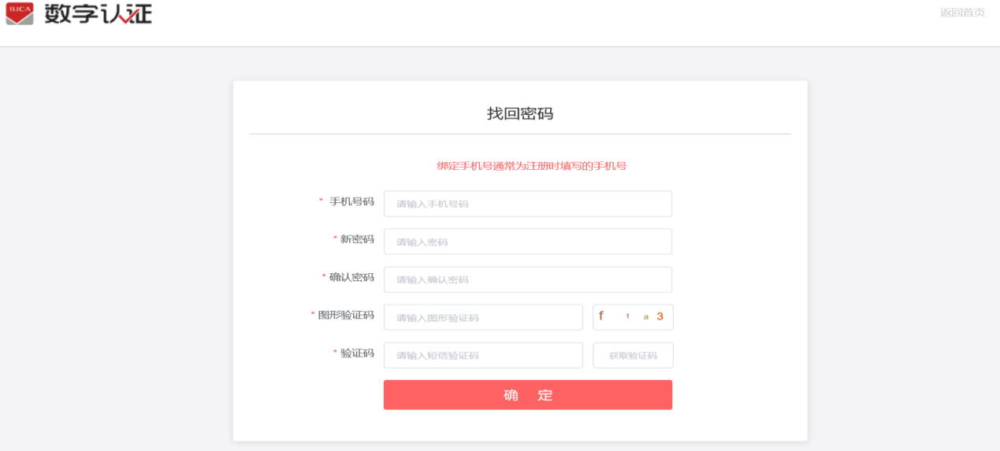 BJCA 数字认证
返回首页
找回密码
绑定手机号通常为注册时填写的手机号
* 手机号码 请输入手机号码
* 新密码 请输入密码
* 确认密码 请输入确认密码
* 图形验证码 请输入图形验证码 f t a 3
* 验证码 请输入短信验证码 获取验证码
确 定